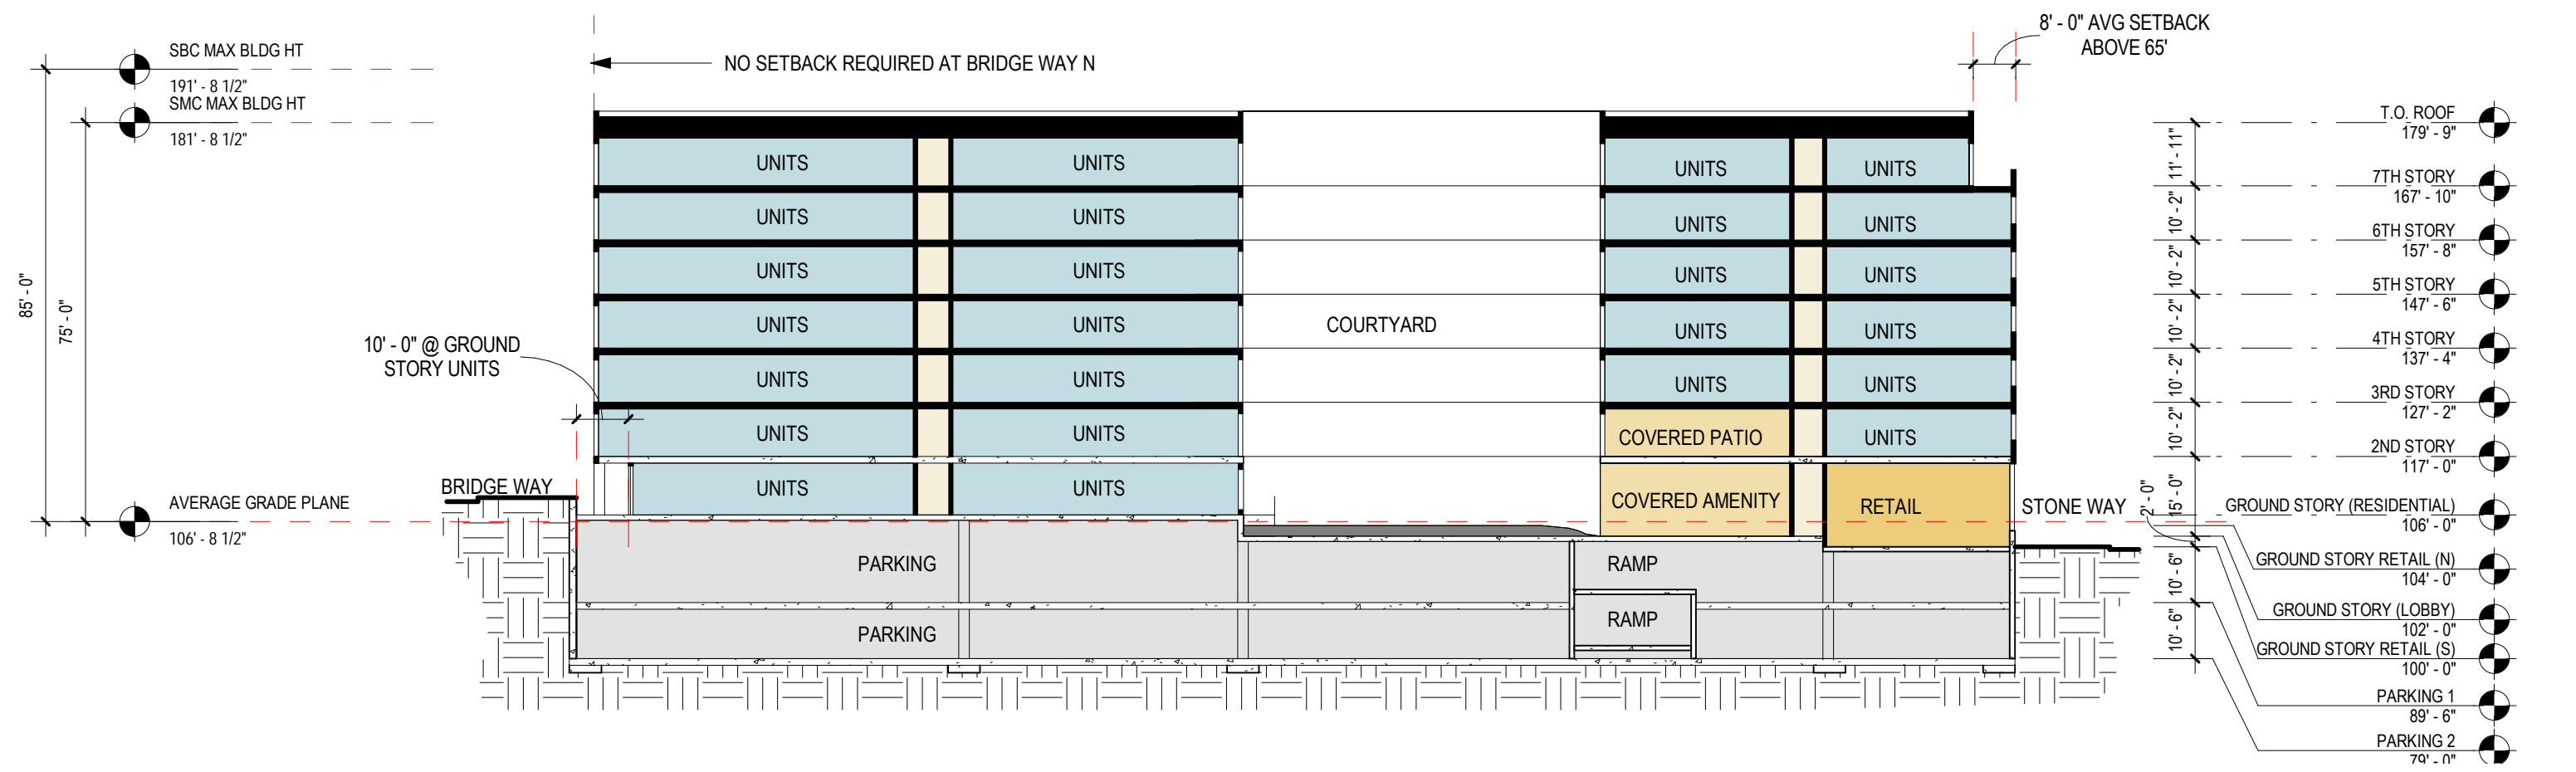 SBC MAX BLDG HT
191' - 8 1/2"
SMC MAX BLDG HT
181' - 8 1/2"
85' - 0"
75' - 0"
AVERAGE GRADE PLANE
106' - 8 1/2"
NO SETBACK REQUIRED AT BRIDGE WAY N
8' - 0" AVG SETBACK
ABOVE 65'
10' - 0" @ GROUND
STORY UNITS
BRIDGE WAY
UNITS UNITS UNITS UNITS
UNITS UNITS UNITS UNITS
UNITS UNITS UNITS UNITS
UNITS UNITS COURTYARD UNITS UNITS
UNITS UNITS UNITS UNITS
UNITS UNITS COVERED PATIO UNITS
UNITS UNITS COVERED AMENITY RETAIL
STONE WAY
PARKING RAMP
PARKING RAMP
11' - 11"
10' - 2"
10' - 2"
10' - 2"
10' - 2"
10' - 2"
15' - 0"
2' - 0"
10' - 6"
10' - 6"
T.O. ROOF
179' - 9"
7TH STORY
167' - 10"
6TH STORY
157' - 8"
5TH STORY
147' - 6"
4TH STORY
137' - 4"
3RD STORY
127' - 2"
2ND STORY
117' - 0"
GROUND STORY (RESIDENTIAL)
106' - 0"
GROUND STORY RETAIL (N)
104' - 0"
GROUND STORY (LOBBY)
102' - 0"
GROUND STORY RETAIL (S)
100' - 0"
PARKING 1
89' - 6"
PARKING 2
79' - 0"